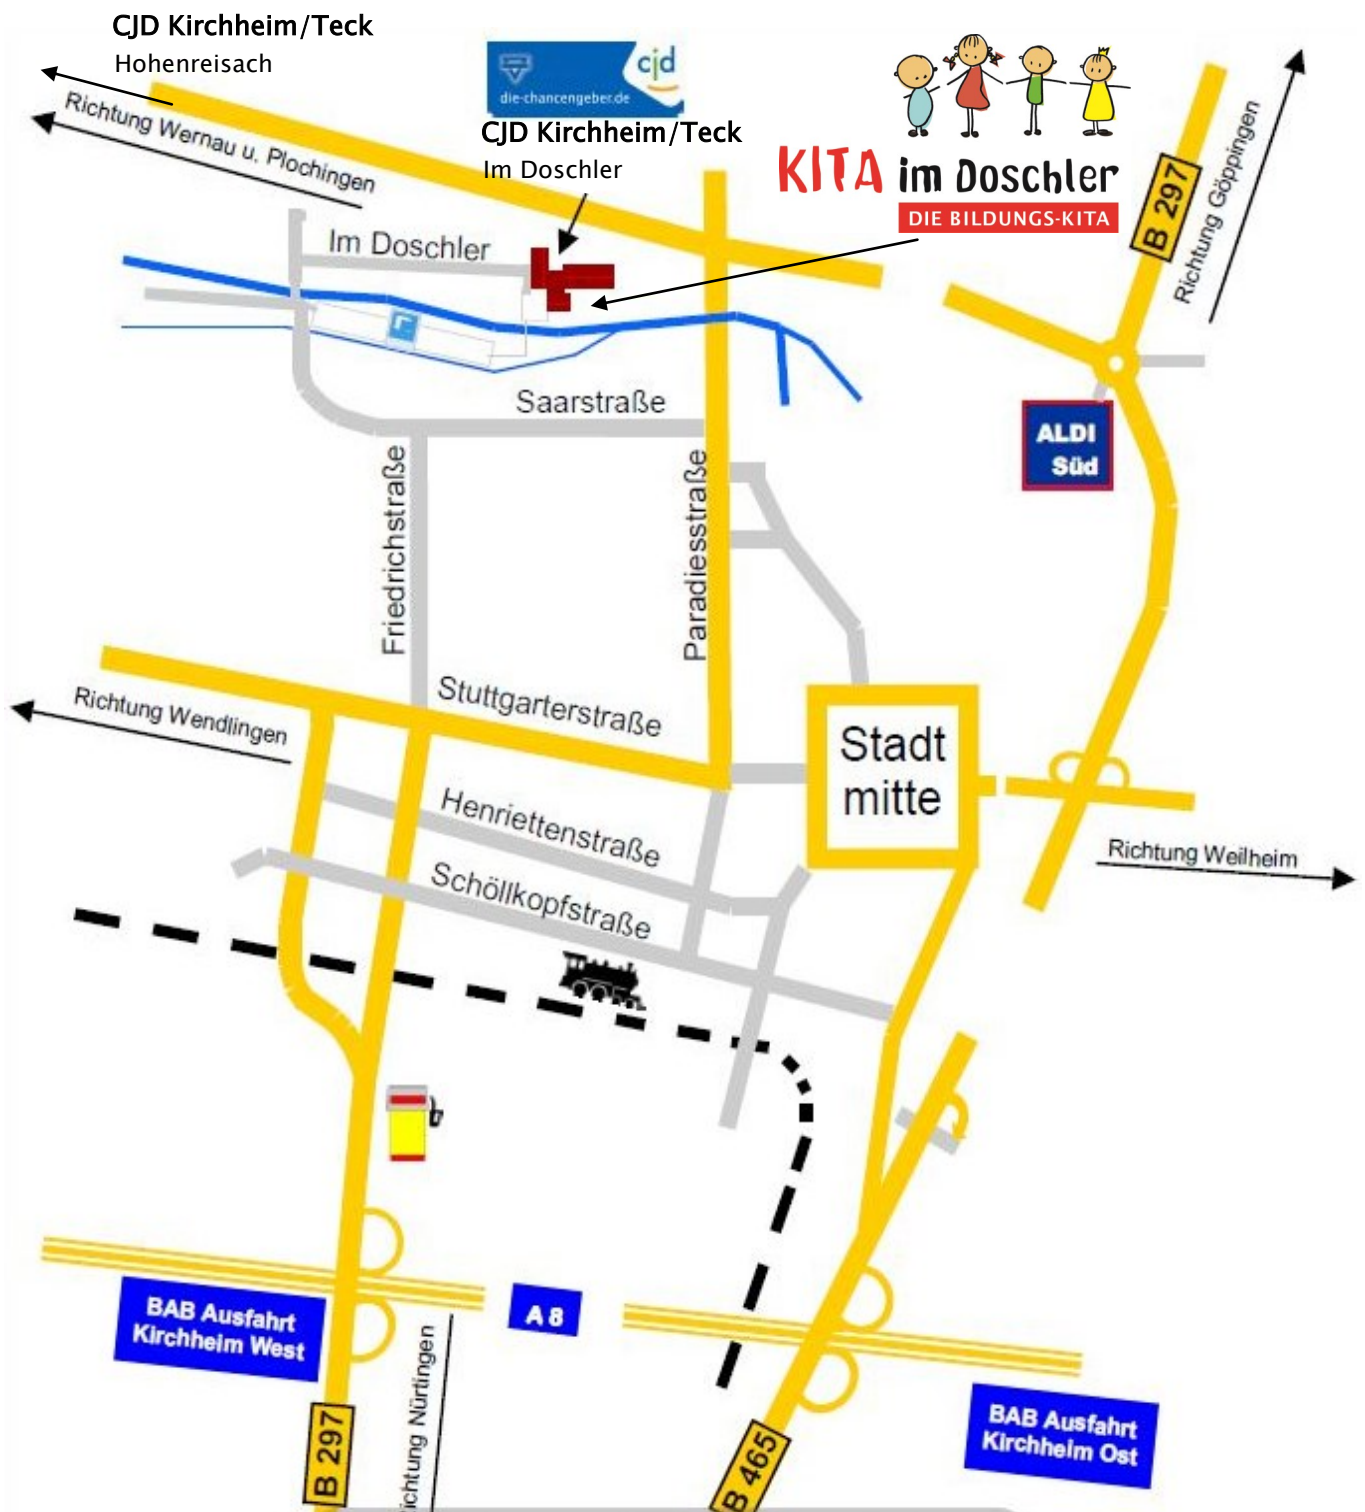 CJD Kirchheim/Teck
Hohenreisach
Richtung Wernau u. Plochingen
cjd
die-chancengeber.de
CJD Kirchheim/Teck
Im Doschler
KITA im Doschler
DIE BILDUNGS-KITA
B 297
Richtung Göppingen
Im Doschler
Saarstraße
ALDI
Süd
Friedrichstraße
Paradiesstraße
Richtung Wendlingen
Stuttgarterstraße
Stadt
mitte
Henriettenstraße
Schöllkopfstraße
Richtung Weilheim
BAB Ausfahrt
Kirchheim West
A 8
BAB Ausfahrt
Kirchheim Ost
B 297
ichtung Nürtingen
B 465